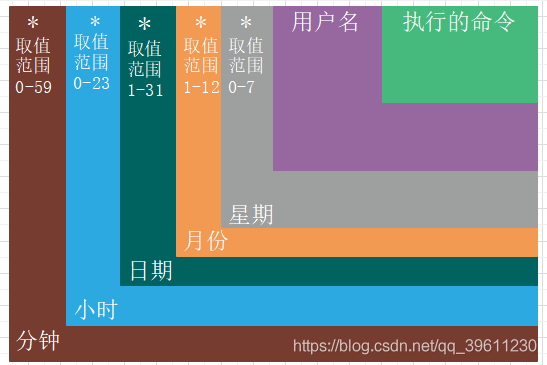 *
取值
范围
0-59
*
取值
范围
0-23
*
取值
范围
1-31
*
取值
范围
1-12
*
取值
范围
0-7
用户名
执行的命令
星期
月份
日期
小时
分钟
https://blog.csdn.net/qq_39611230